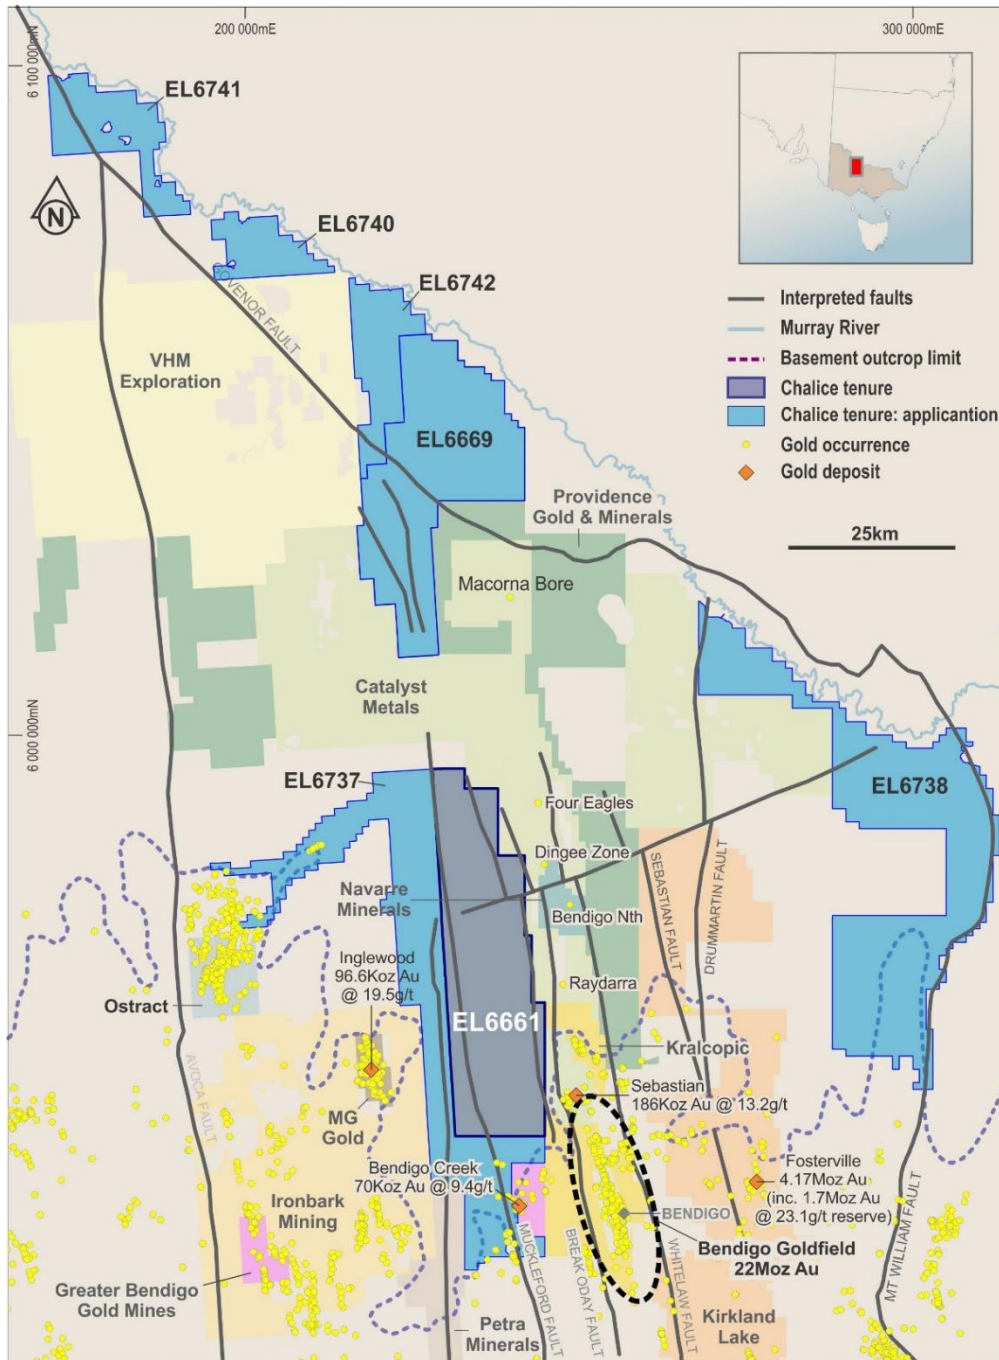 200 000mE
300 000mE
6 100 000mN
EL6741
EL6740
EL6742
GOVENOR FAULT
VHM
Exploration
Interpreted faults
Murray River
Basement outcrop limit
Chalice tenure
Chalice tenure: applicantion
Gold occurrence
Gold deposit
25km
N
EL6669
Providence
Gold & Minerals
Macorna Bore
Catalyst
Metals
6 000 000mN
EL6737
EL6738
Four Eagles
Dingee Zone
Navarre
Minerals
Bendigo Nth
SEBASTIAN FAULT
DRUMMARTIN FAULT
Inglewood
96.6Koz Au
@ 19.5g/t
Raydarra
Ostract
EL6661
Kralcopic
AVOCA FAULT
MG
Gold
Sebastian
186Koz Au @ 13.2g/t
Bendigo Creek
70Koz Au @ 9.4g/t
Fosterville
4.17Moz Au
(inc. 1.7Moz Au
@ 23.1g/t reserve)
Ironbark
Mining
BENDIGO
Bendigo Goldfield
22Moz Au
Greater Bendigo
Gold Mines
MUCKLEFORD FAULT
BREAK ODAY FAULT
WHITELAW FAULT
MT WILLIAM FAULT
Petra
Minerals
Kirkland
Lake